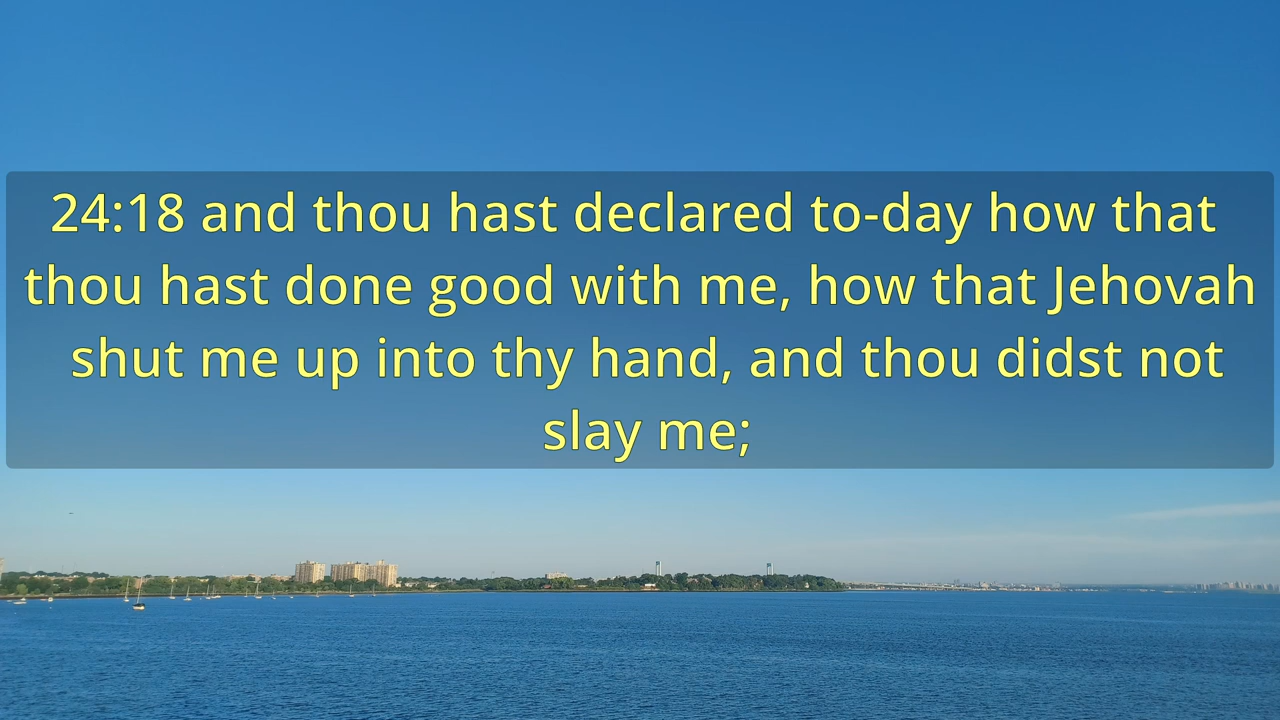 24:18 and thou hast declared to-day how that
thou hast done good with me, how that Jehovah
shut me up into thy hand, and thou didst not
slay me;